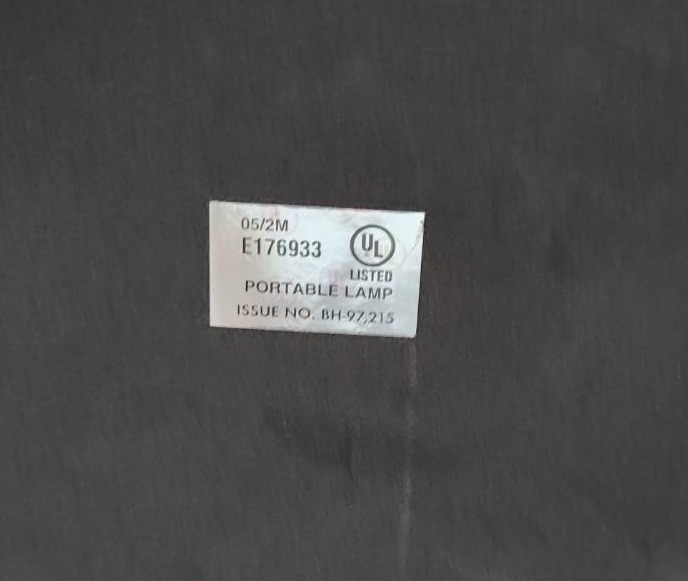 05/2M
E176933
UL
LISTED
PORTABLE LAMP
ISSUE NO. BH-97,215